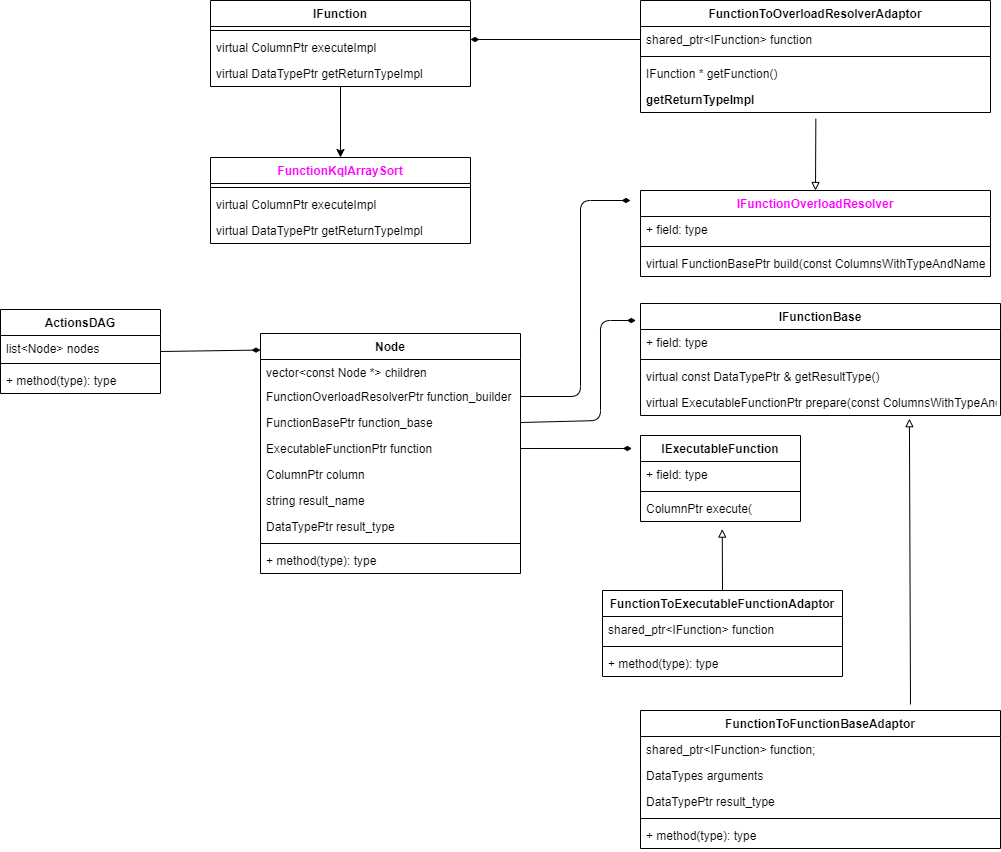 IFunction
virtual ColumnPtr executeImpl
virtual DataTypePtr getReturnTypeImpl
FunctionToOverloadResolverAdaptor
shared_ptr<IFunction> function
IFunction * getFunction()
getReturnTypeImpl
FunctionKqlArraySort
virtual ColumnPtr executeImpl
virtual DataTypePtr getReturnTypeImpl
IFunctionOverloadResolver
+ field: type
virtual FunctionBasePtr build(const ColumnsWithTypeAndName
ActionsDAG
list<Node> nodes
+ method(type): type
Node
vector<const Node *> children
FunctionOverloadResolverPtr function_builder
FunctionBasePtr function_base
ExecutableFunctionPtr function
ColumnPtr column
string result_name
DataTypePtr result_type
+ method(type): type
IFunctionBase
+ field: type
virtual const DataTypePtr & getResultType()
virtual ExecutableFunctionPtr prepare(const ColumnsWithTypeAn
IExecutableFunction
+ field: type
ColumnPtr execute(
FunctionToExecutableFunctionAdaptor
shared_ptr<IFunction> function
+ method(type): type
FunctionToFunctionBaseAdaptor
shared_ptr<IFunction> function;
DataTypes arguments
DataTypePtr result_type
+ method(type): type